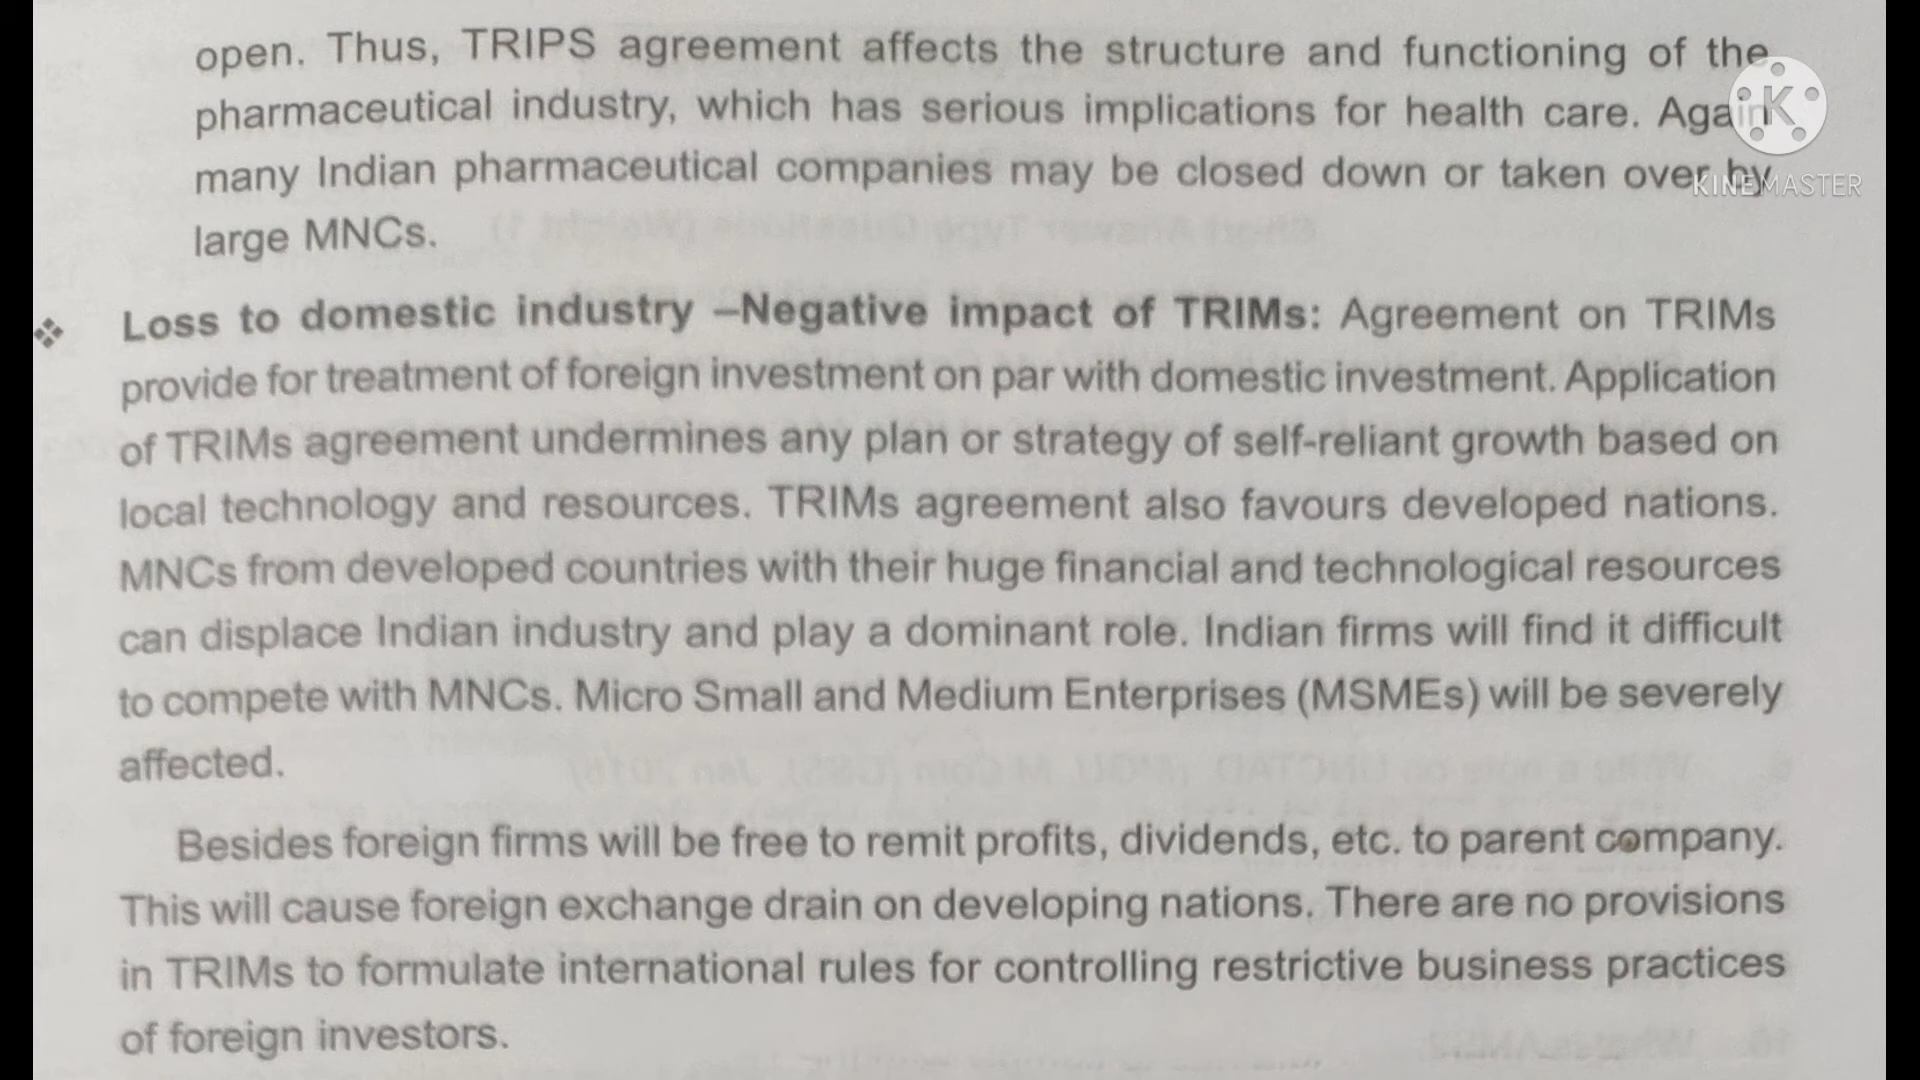 open. Thus, TRIPS agreement affects the structure and functioning of the
pharmaceutical industry, which has serious implications for health care. Again
many Indian pharmaceutical companies may be closed down or taken over by
large MNCs.
K
KINEMASTER
❖ Loss to domestic industry –Negative impact of TRIMs: Agreement on TRIMs
provide for treatment of foreign investment on par with domestic investment. Application
of TRIMs agreement undermines any plan or strategy of self-reliant growth based on
local technology and resources. TRIMs agreement also favours developed nations.
MNCs from developed countries with their huge financial and technological resources
can displace Indian industry and play a dominant role. Indian firms will find it difficult
to compete with MNCs. Micro Small and Medium Enterprises (MSMEs) will be severely
affected.
Besides foreign firms will be free to remit profits, dividends, etc. to parent company.
This will cause foreign exchange drain on developing nations. There are no provisions
in TRIMs to formulate international rules for controlling restrictive business practices
of foreign investors.